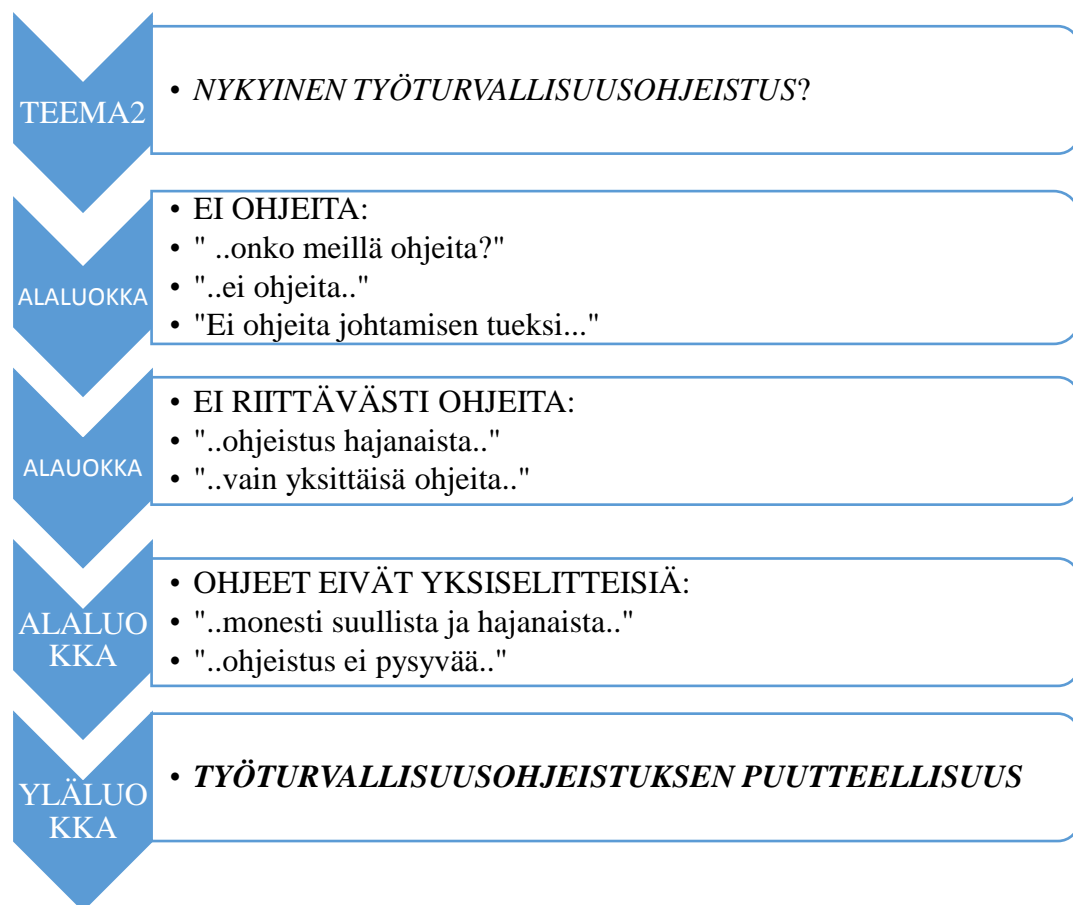 TEEMA2
• NYKYINEN TYÖTURVALLISUUSOHJEISTUS?
ALALUOKKA
• EI OHJEITA:
• " ..onko meillä ohjeita?"
• "..ei ohjeita.."
• "Ei ohjeita johtamisen tueksi..."
ALAUOKKA
• EI RIITTÄVÄSTI OHJEITA:
• "..ohjeistus hajanaista.."
• "..vain yksittäisä ohjeita.."
ALALUO
KKA
• OHJEET EIVÄT YKSISELITTEISIÄ:
• "..monesti suullista ja hajanaista.."
• "..ohjeistus ei pysyvää.."
YLÄLUO
KKA
• TYÖTURVALLISUUSOHJEISTUKSEN PUUTTEELLISUUS